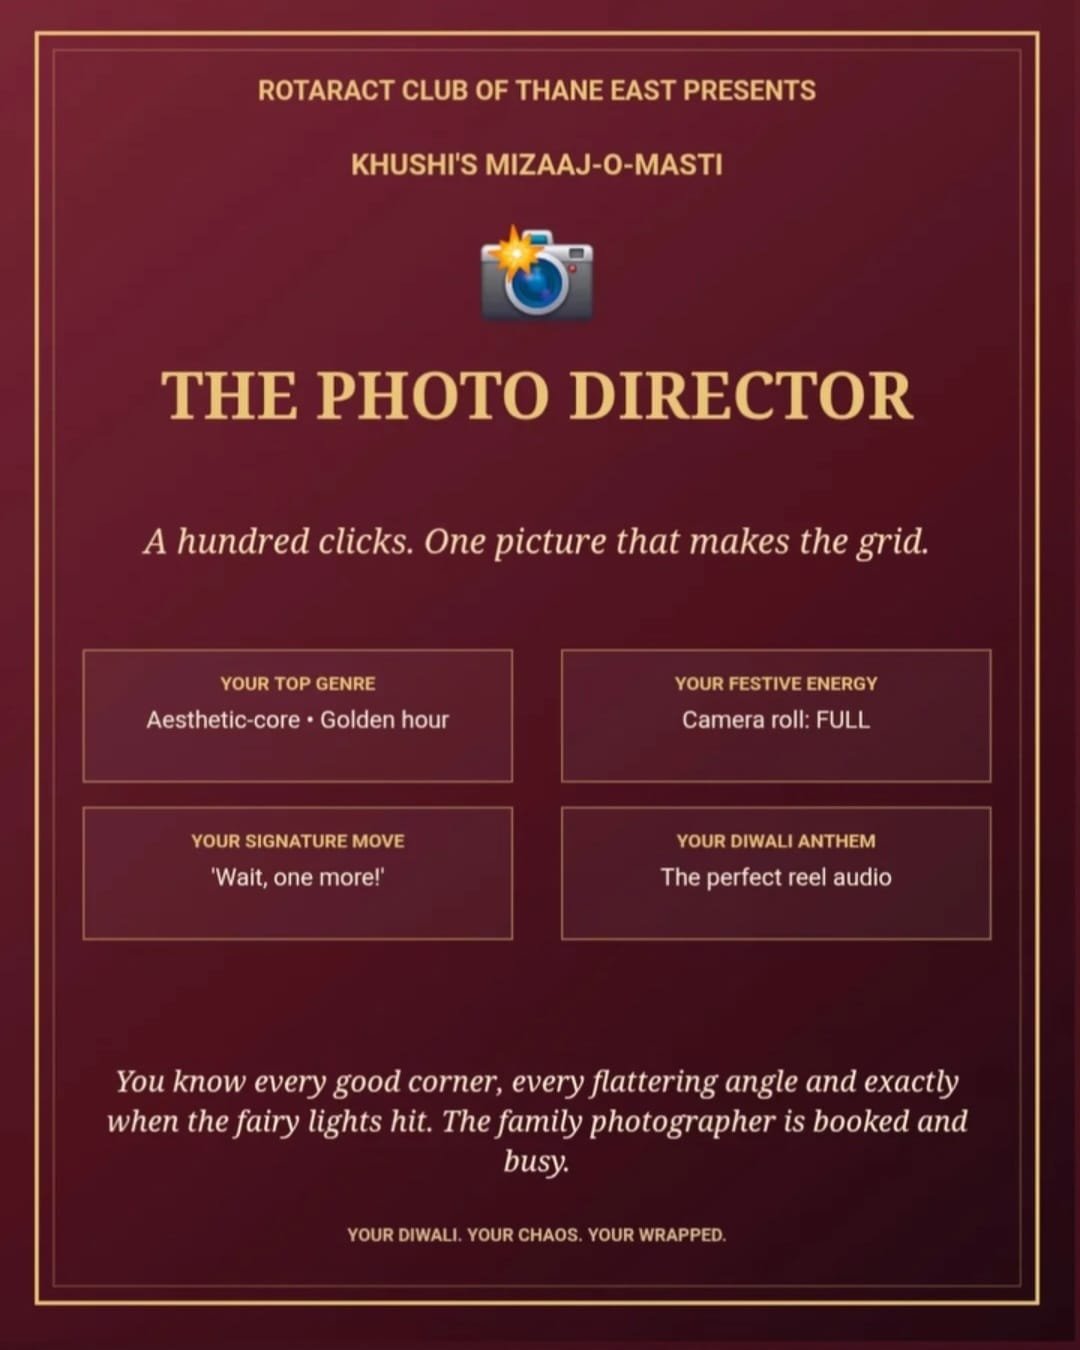 ROTARACT CLUB OF THANE EAST PRESENTS
KHUSHI'S MIZAAJ-O-MASTI
THE PHOTO DIRECTOR
A hundred clicks. One picture that makes the grid.
YOUR TOP GENRE
Aesthetic-core • Golden hour
YOUR FESTIVE ENERGY
Camera roll: FULL
YOUR SIGNATURE MOVE
'Wait, one more!'
YOUR DIWALI ANTHEM
The perfect reel audio
You know every good corner, every flattering angle and exactly
when the fairy lights hit. The family photographer is booked and
busy.
YOUR DIWALI. YOUR CHAOS. YOUR WRAPPED.